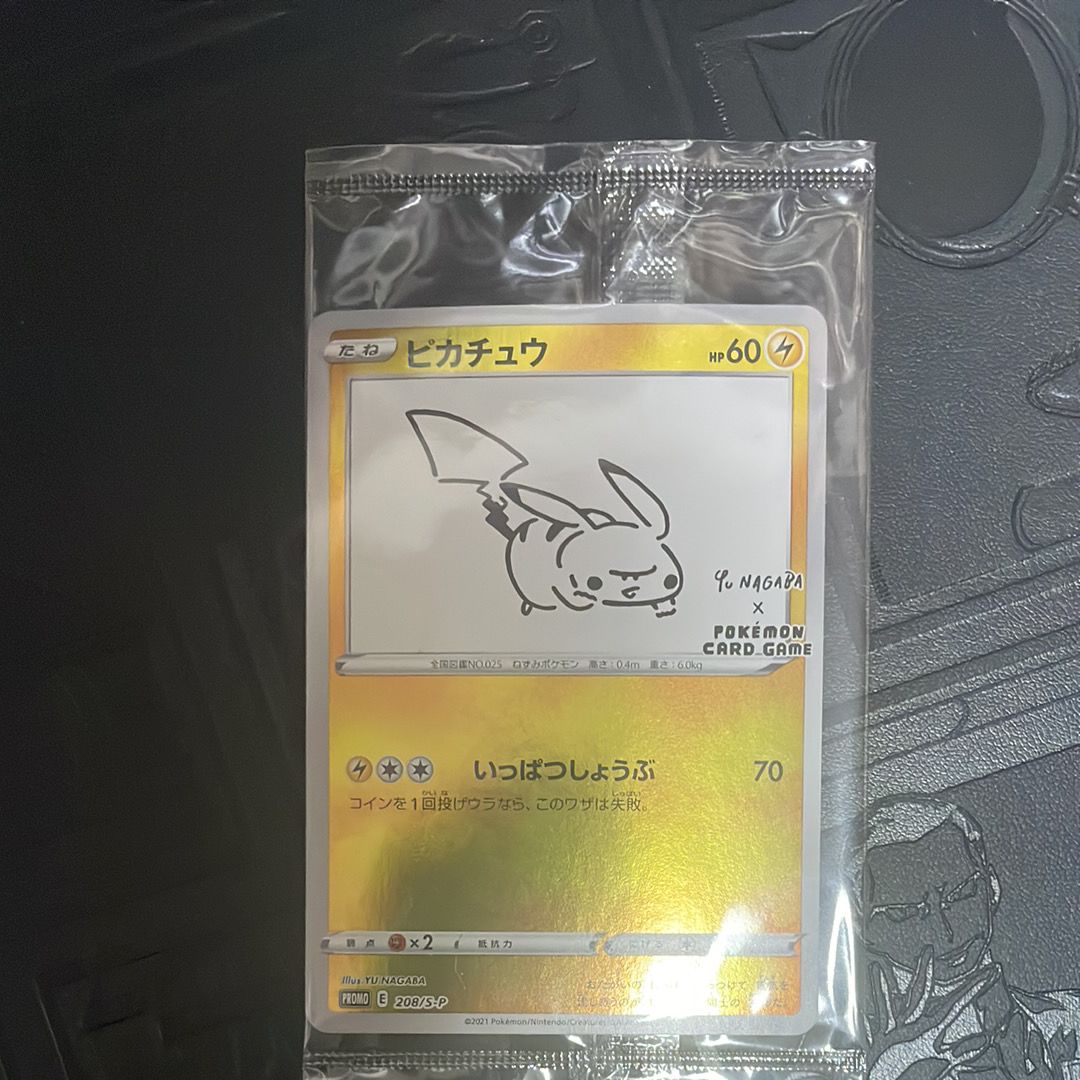 たね ピカチュウ HP60
YU NAGABA
×
POKÉMON
CARD GAME
全国図鑑NO.025 ねずみポケモン 高さ:0.4m 重さ:6.0kg
いっぱつしょうぶ 70
コインを1回投げウラなら、このワザは失敗。
弱点 ×2 抵抗力 にげる
Illus. YU NAGABA
PROMO E 208/S-P
©2021 Pokémon/Nintendo/Creatures